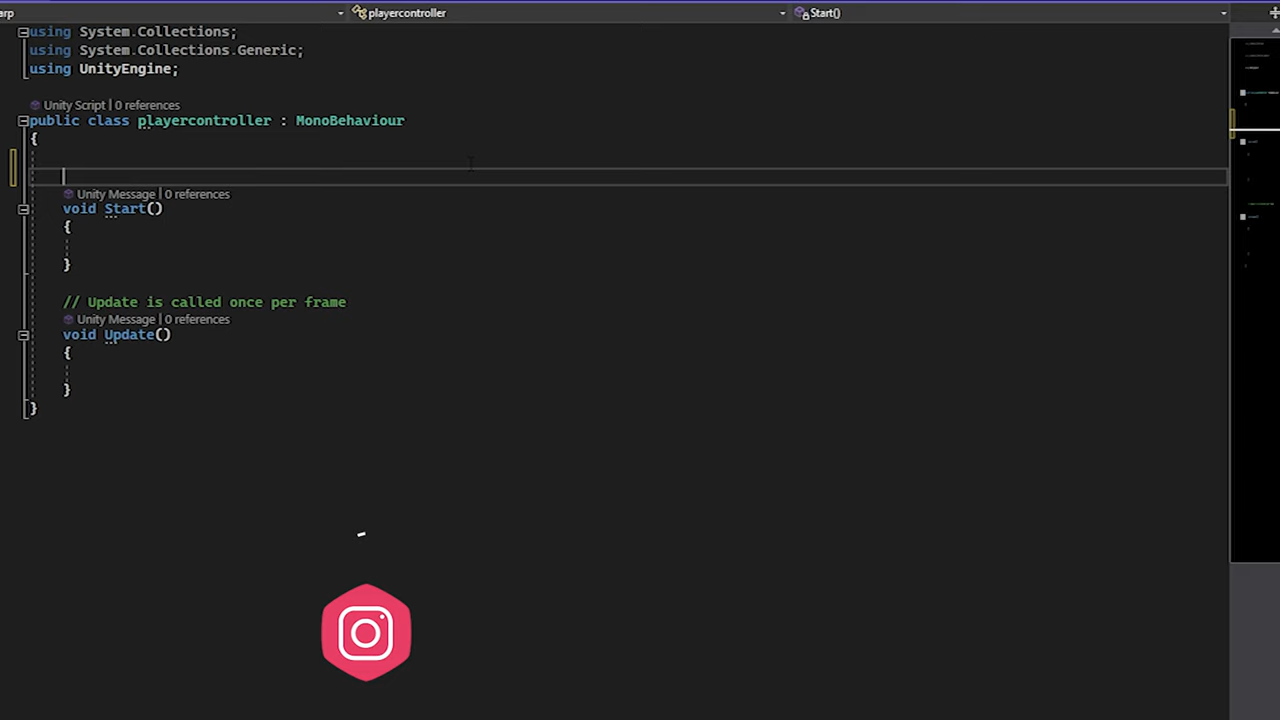 arp playercontroller Start()
using System.Collections;
using System.Collections.Generic;
using UnityEngine;
Unity Script | 0 references
public class playercontroller : MonoBehaviour
{
Unity Message | 0 references
void Start()
{
}
// Update is called once per frame
Unity Message | 0 references
void Update()
{
}
}